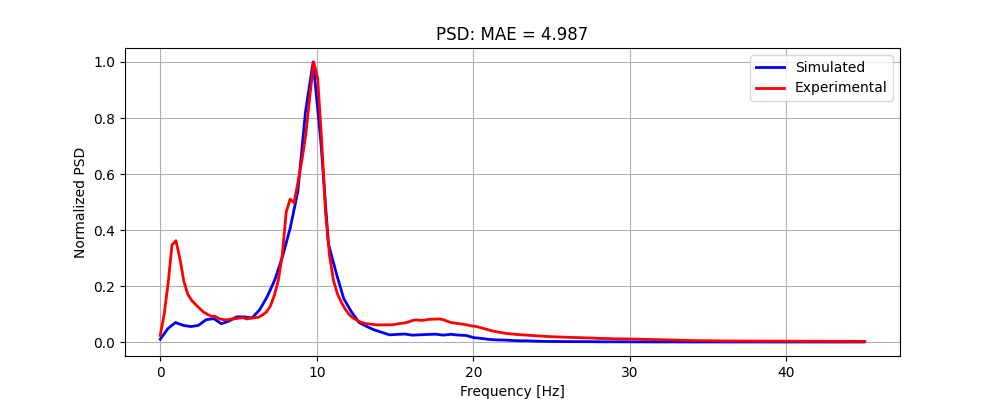 PSD: MAE = 4.987
Simulated
Experimental
Normalized PSD
1.0
0.8
0.6
0.4
0.2
0.0
0 10 20 30 40
Frequency [Hz]